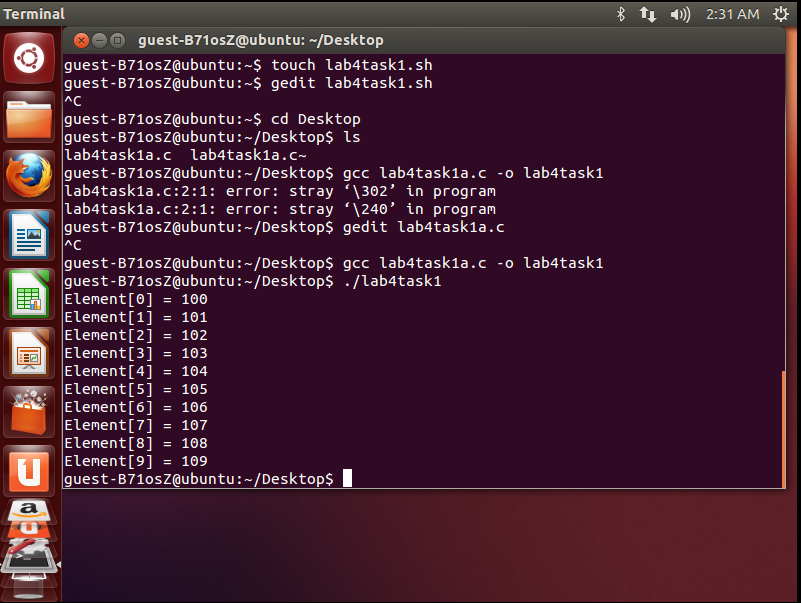 Terminal
2:31 AM
guest-B71osZ@ubuntu: ~/Desktop
guest-B71osZ@ubuntu:~$ touch lab4task1.sh
guest-B71osZ@ubuntu:~$ gedit lab4task1.sh
^C
guest-B71osZ@ubuntu:~$ cd Desktop
guest-B71osZ@ubuntu:~/Desktop$ ls
lab4task1a.c  lab4task1a.c~
guest-B71osZ@ubuntu:~/Desktop$ gcc lab4task1a.c -o lab4task1
lab4task1a.c:2:1: error: stray ‘\302’ in program
lab4task1a.c:2:1: error: stray ‘\240’ in program
guest-B71osZ@ubuntu:~/Desktop$ gedit lab4task1a.c
^C
guest-B71osZ@ubuntu:~/Desktop$ gcc lab4task1a.c -o lab4task1
guest-B71osZ@ubuntu:~/Desktop$ ./lab4task1
Element[0] = 100
Element[1] = 101
Element[2] = 102
Element[3] = 103
Element[4] = 104
Element[5] = 105
Element[6] = 106
Element[7] = 107
Element[8] = 108
Element[9] = 109
guest-B71osZ@ubuntu:~/Desktop$